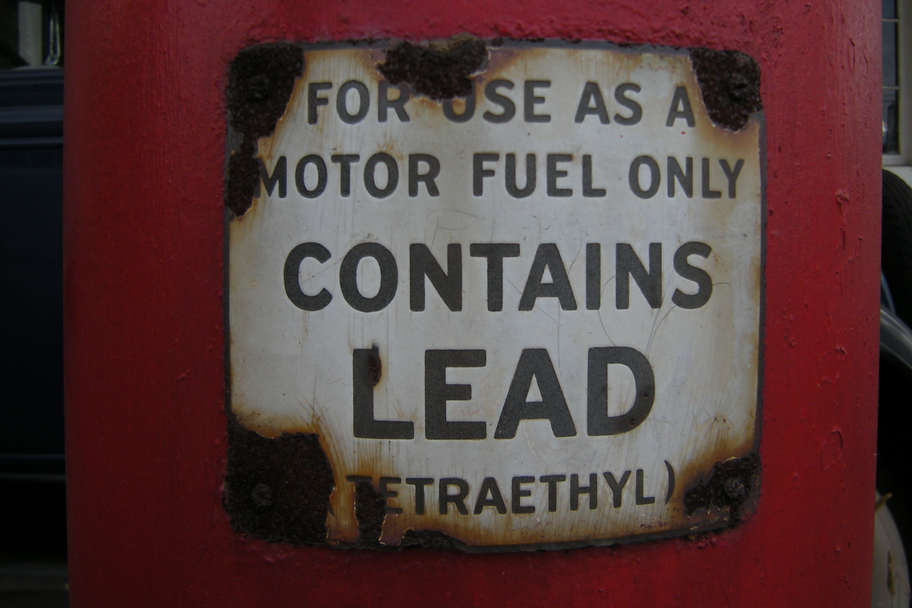 FOR USE AS A
MOTOR FUEL ONLY
CONTAINS
LEAD
(TETRAETHYL)